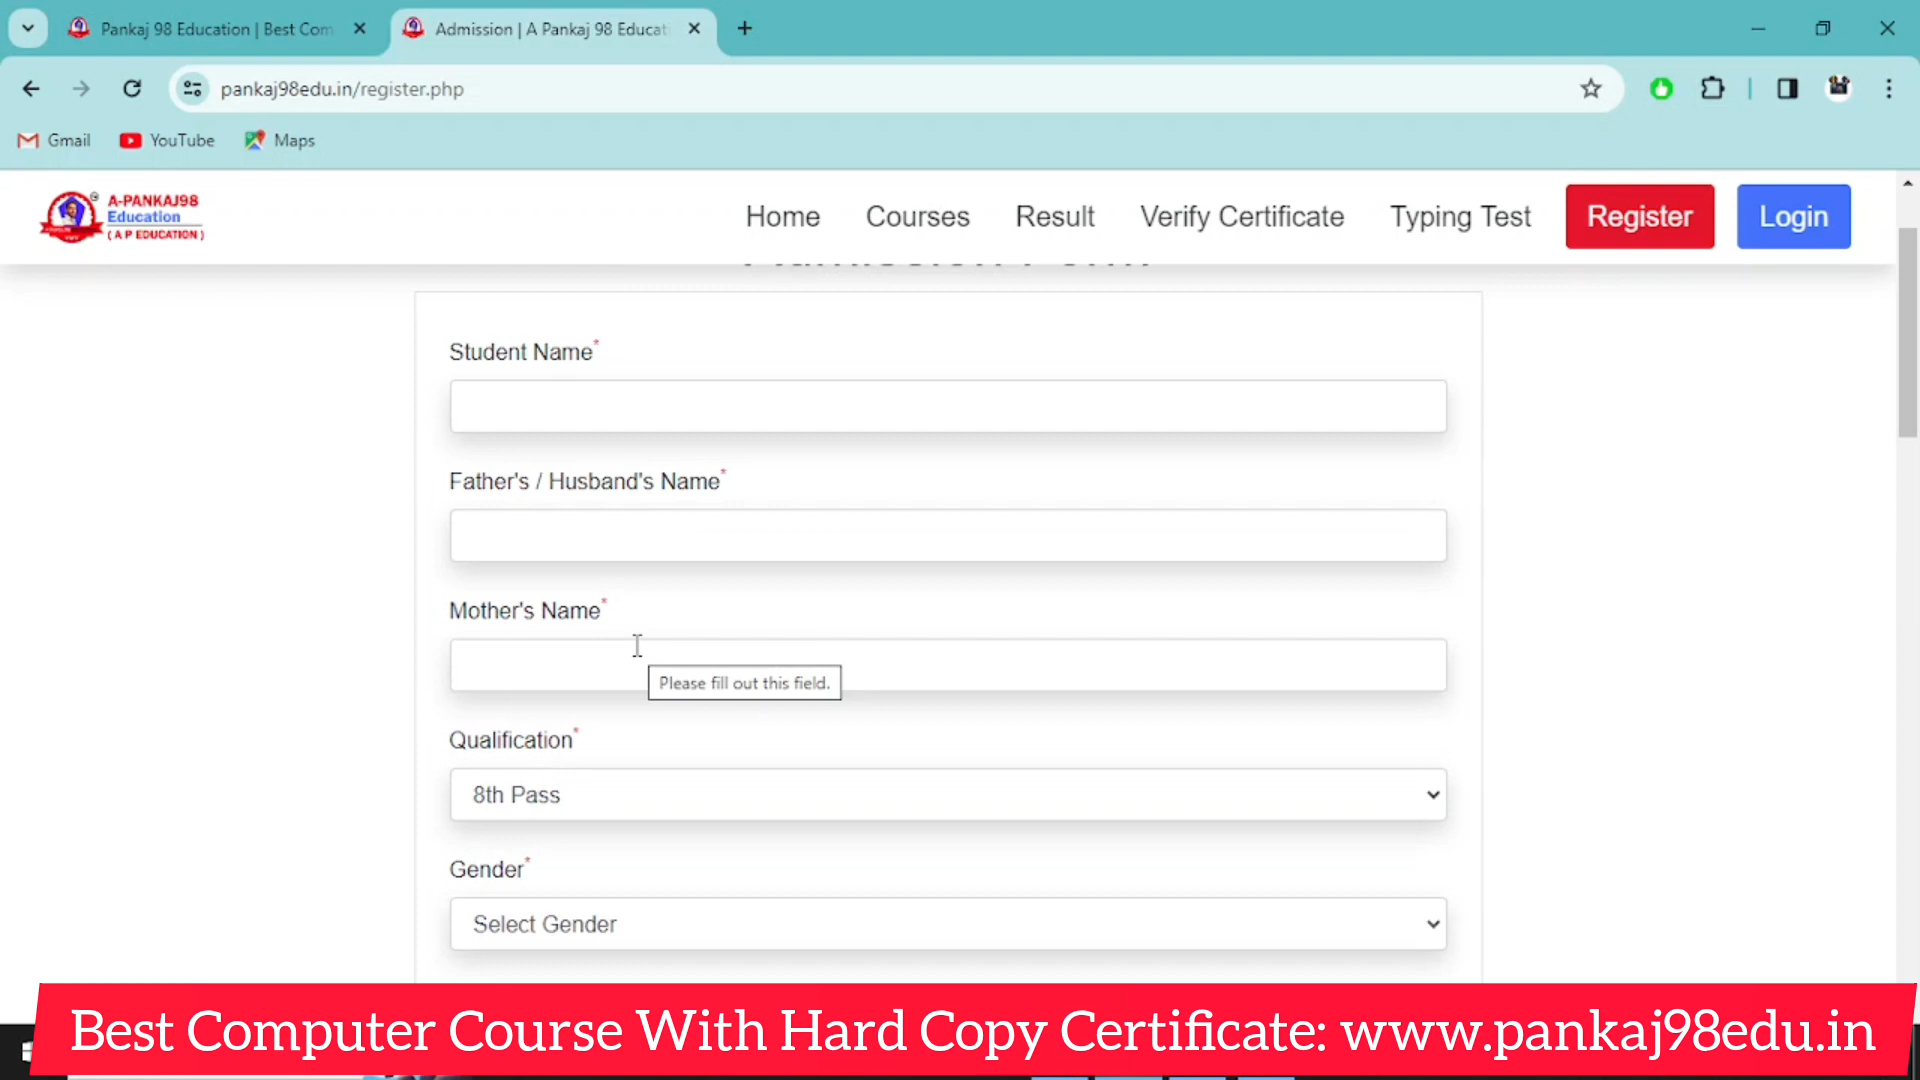 Pankaj 98 Education | Best Com
Admission | A Pankaj 98 Educat
pankaj98edu.in/register.php
Gmail
YouTube
Maps
A-PANKAJ98
Education
( A P EDUCATION )
Home
Courses
Result
Verify Certificate
Typing Test
Register
Login
Student Name*
Father's / Husband's Name*
Mother's Name*
Please fill out this field.
Qualification*
8th Pass
Gender*
Select Gender
Best Computer Course With Hard Copy Certificate: www.pankaj98edu.in